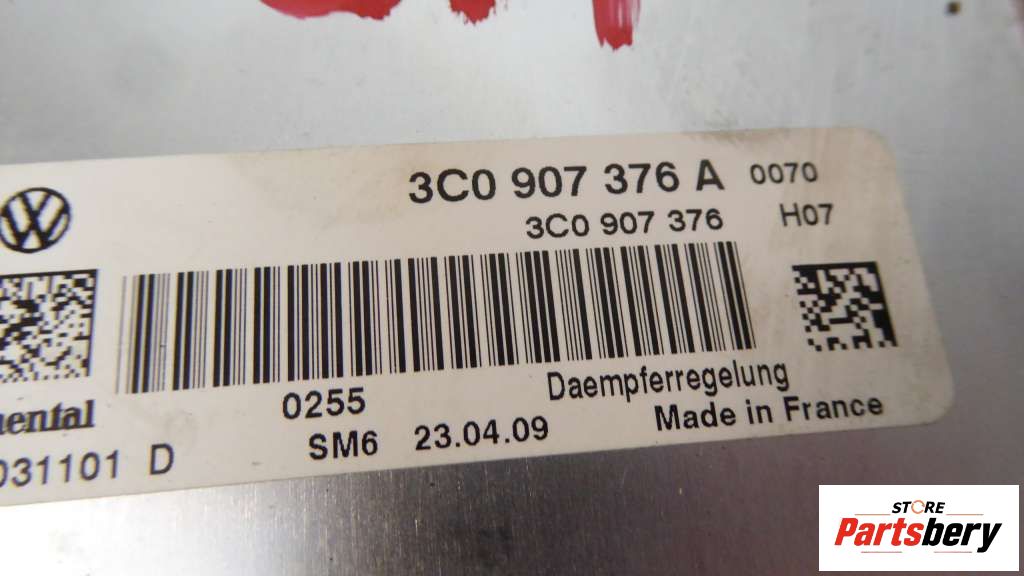 3C0 907 376 A 0070
3C0 907 376 H07
0255 Daempferregelung
SM6 23.04.09 Made in France
031101 D
STORE
Partsbery